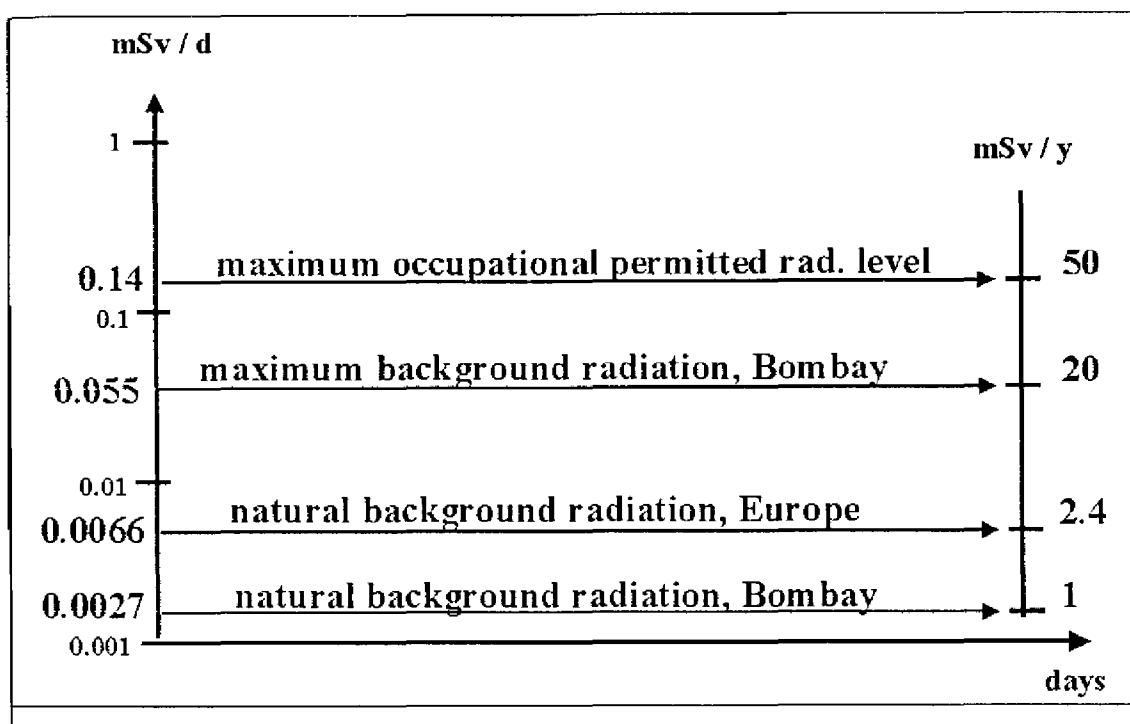 mSv / d
1
mSv / y
0.14 maximum occupational permitted rad. level 50
0.1
0.055 maximum background radiation, Bombay 20
0.01
0.0066 natural background radiation, Europe 2.4
0.0027 natural background radiation, Bombay 1
0.001
days